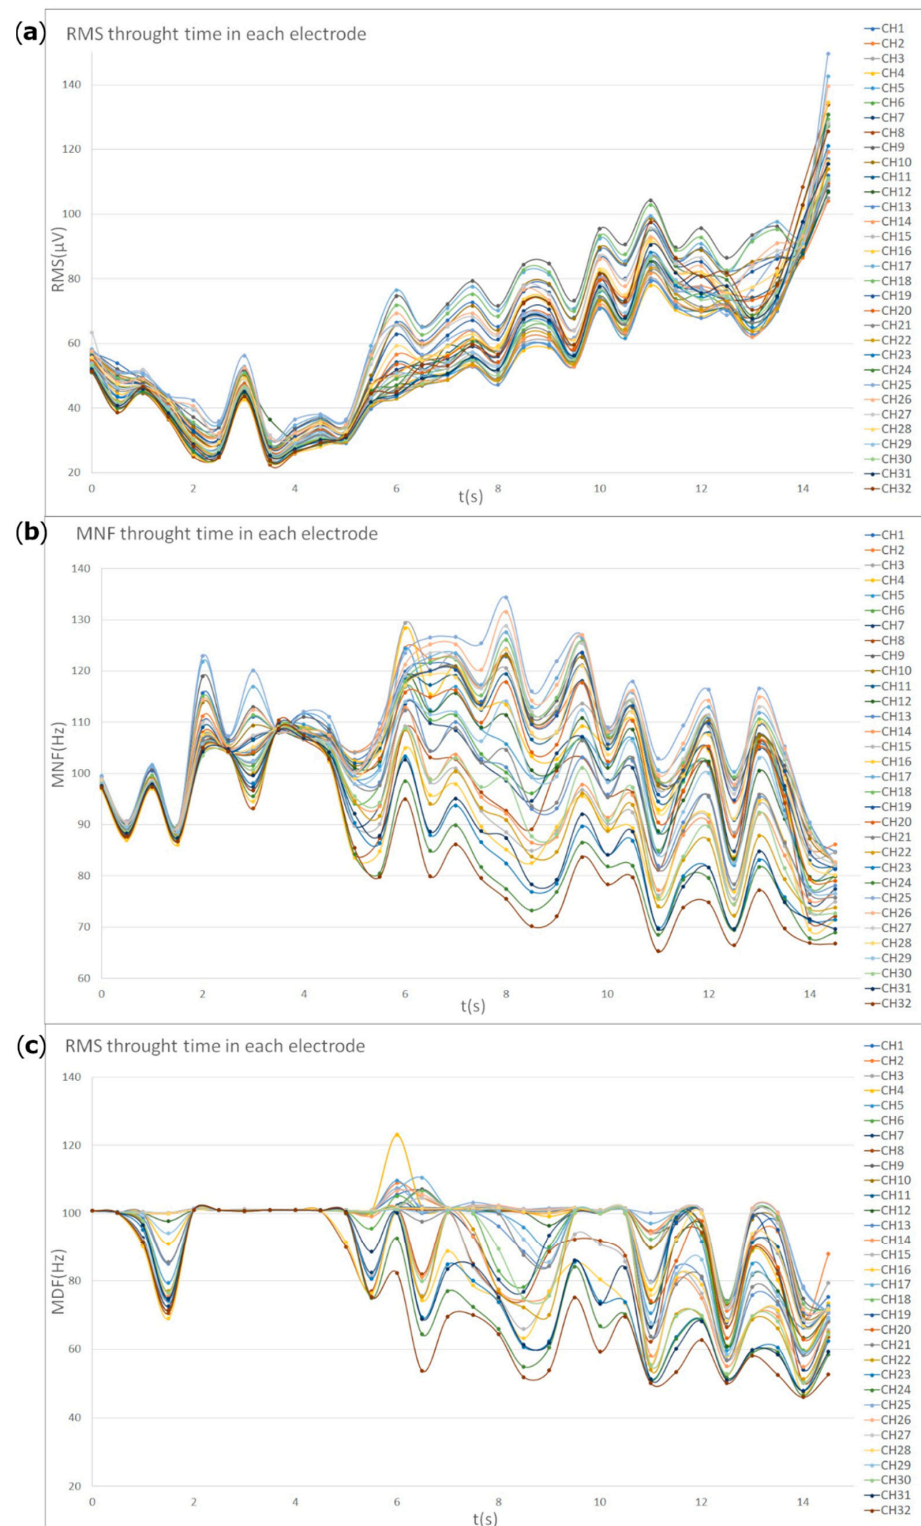 (a) RMS throught time in each electrode
RMS(µV)
140
120
100
80
60
40
20
0 2 4 6 8 10 12 14
t(s)
CH1
CH2
CH3
CH4
CH5
CH6
CH7
CH8
CH9
CH10
CH11
CH12
CH13
CH14
CH15
CH16
CH17
CH18
CH19
CH20
CH21
CH22
CH23
CH24
CH25
CH26
CH27
CH28
CH29
CH30
CH31
CH32
(b) MNF throught time in each electrode
MNF(Hz)
140
130
120
110
100
90
80
70
60
0 2 4 6 8 10 12 14
t(s)
CH1
CH2
CH3
CH4
CH5
CH6
CH7
CH8
CH9
CH10
CH11
CH12
CH13
CH14
CH15
CH16
CH17
CH18
CH19
CH20
CH21
CH22
CH23
CH24
CH25
CH26
CH27
CH28
CH29
CH30
CH31
CH32
(c) RMS throught time in each electrode
MDF(Hz)
140
120
100
80
60
40
20
0 2 4 6 8 10 12 14
t(s)
CH1
CH2
CH3
CH4
CH5
CH6
CH7
CH8
CH9
CH10
CH11
CH12
CH13
CH14
CH15
CH16
CH17
CH18
CH19
CH20
CH21
CH22
CH23
CH24
CH25
CH26
CH27
CH28
CH29
CH30
CH31
CH32